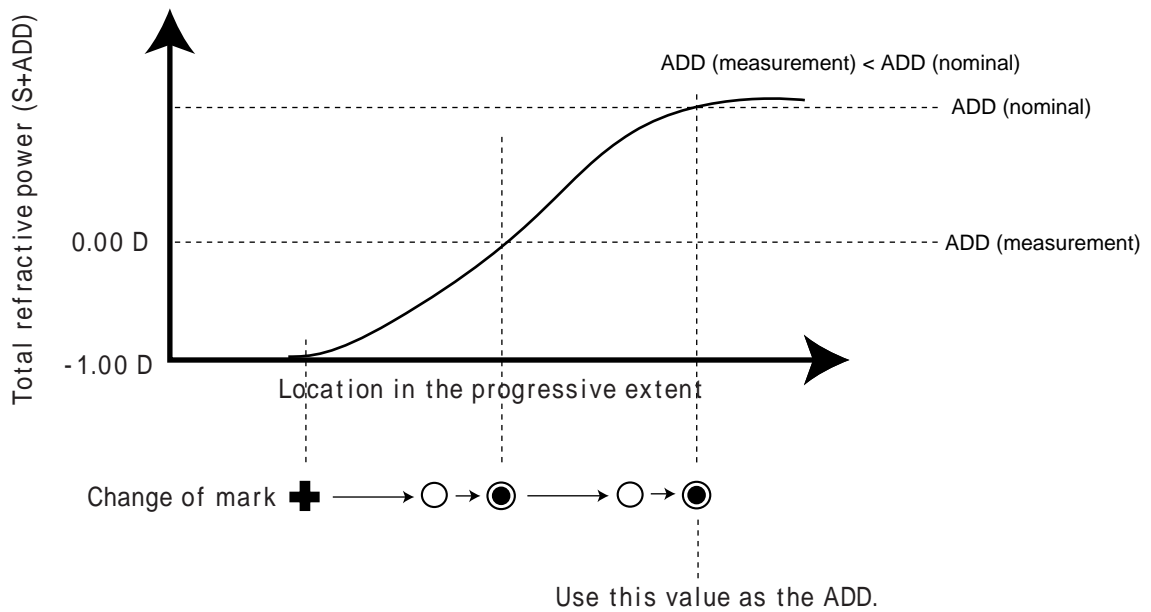 Total refractive power (S+ADD)
ADD (measurement) < ADD (nominal)
ADD (nominal)
0.00 D
ADD (measurement)
-1.00 D
Location in the progressive extent
Change of mark
Use this value as the ADD.